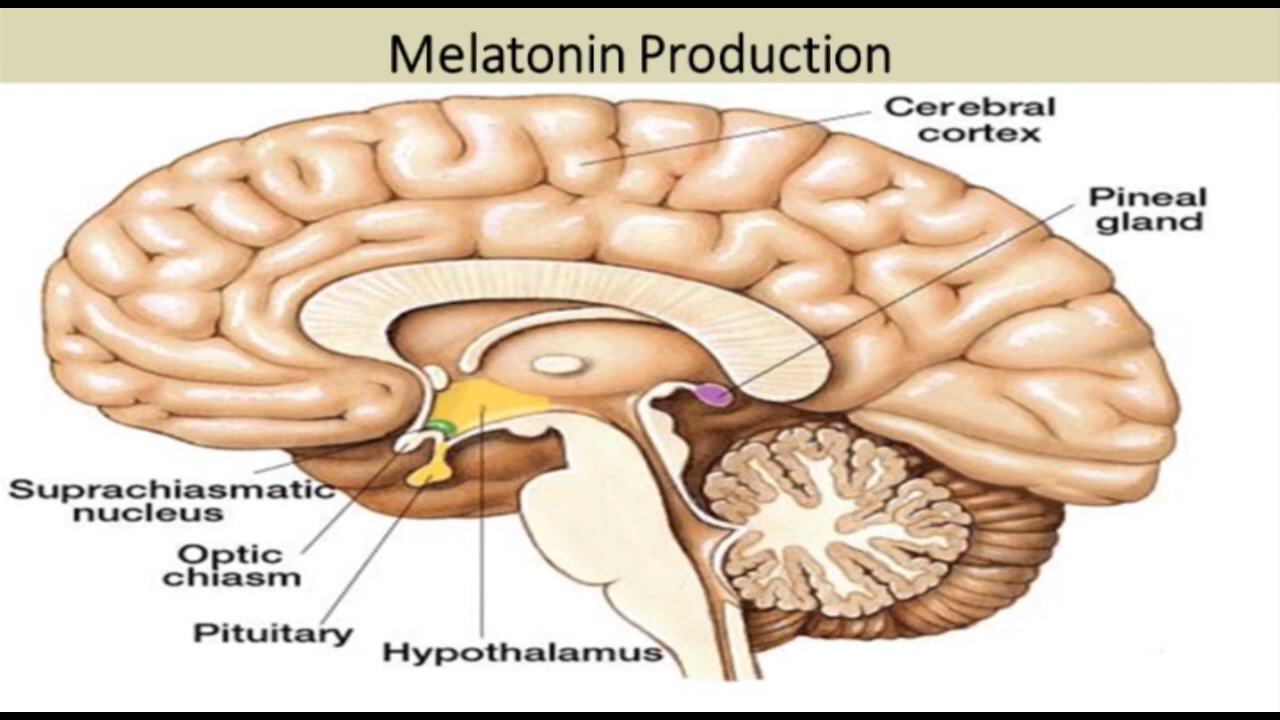 Melatonin Production
Cerebral
cortex
Pineal
gland
Suprachiasmatic
nucleus
Optic
chiasm
Pituitary
Hypothalamus